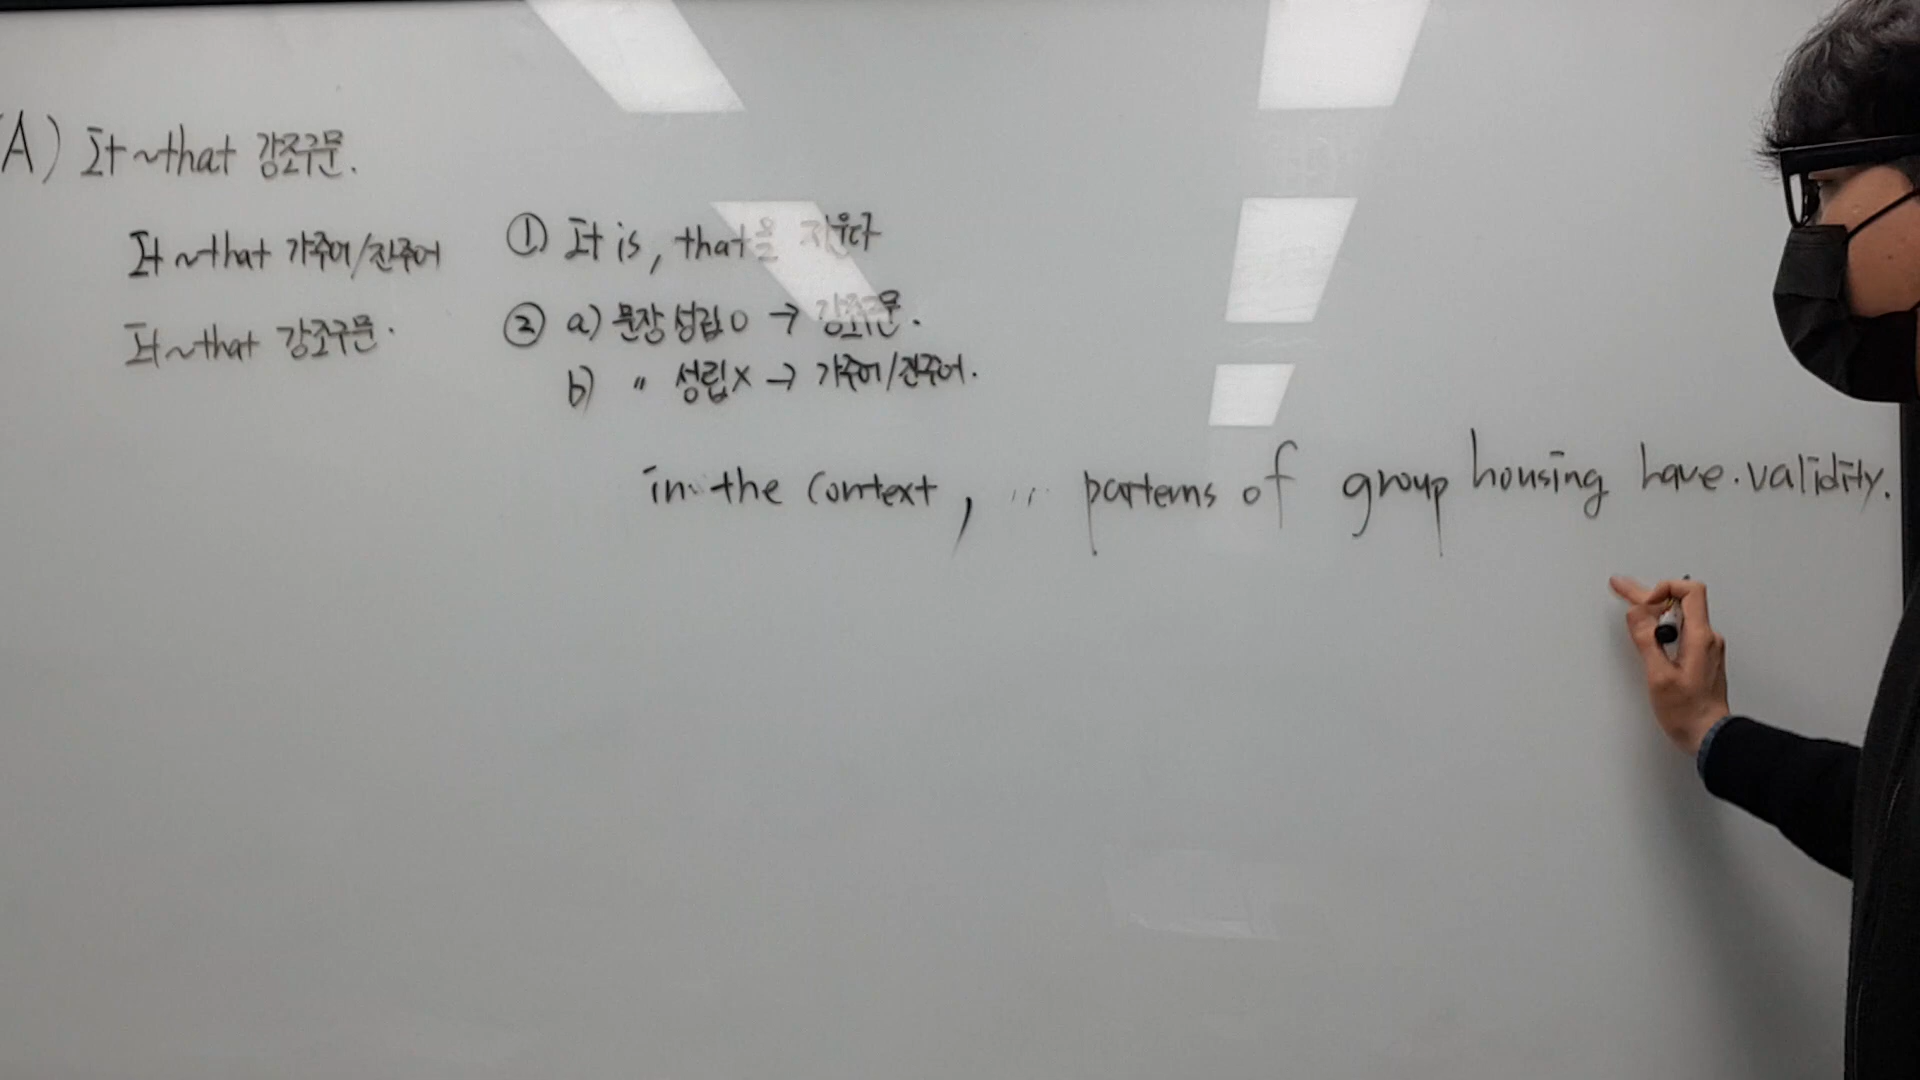 (A) It ~that 강조구문.
It ~that 가주어/진주어
It ~that 강조구문.
① It is, that을 지운다
② a) 문장성립 O → 강조구문.
b) 〃 성립 X → 가주어/진주어.
in the context, ... patterns of group housing have validity.